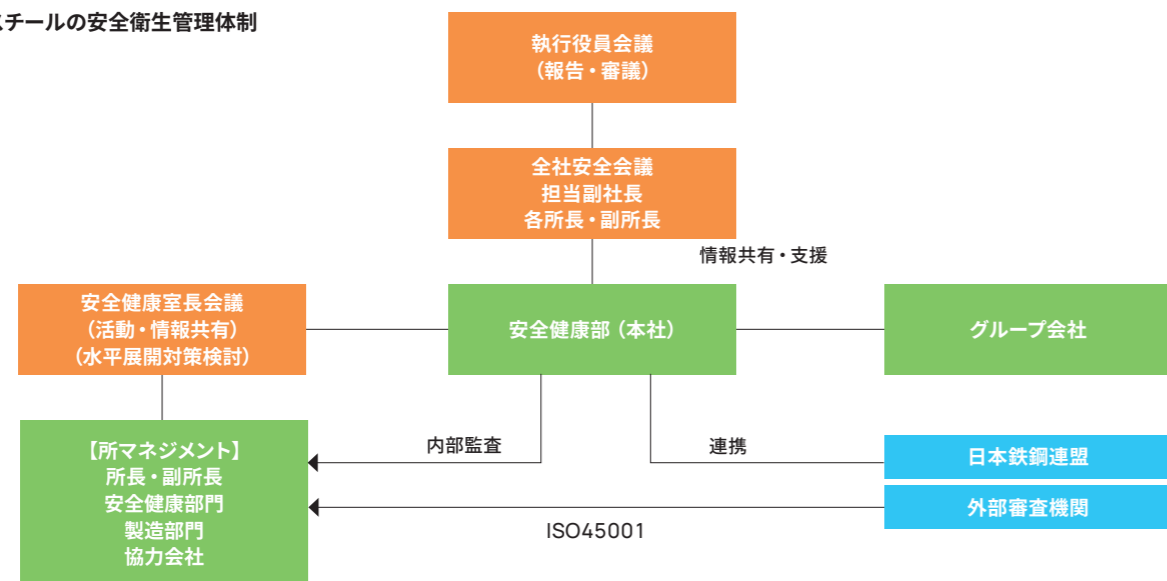 スチールの安全衛生管理体制
執行役員会議
（報告・審議）
全社安全会議
担当副社長
各所長・副所長
情報共有・支援
安全健康室長会議
（活動・情報共有）
（水平展開対策検討）
安全健康部（本社）
グループ会社
【所マネジメント】
所長・副所長
安全健康部門
製造部門
協力会社
内部監査
連携
日本鉄鋼連盟
外部審査機関
ISO45001